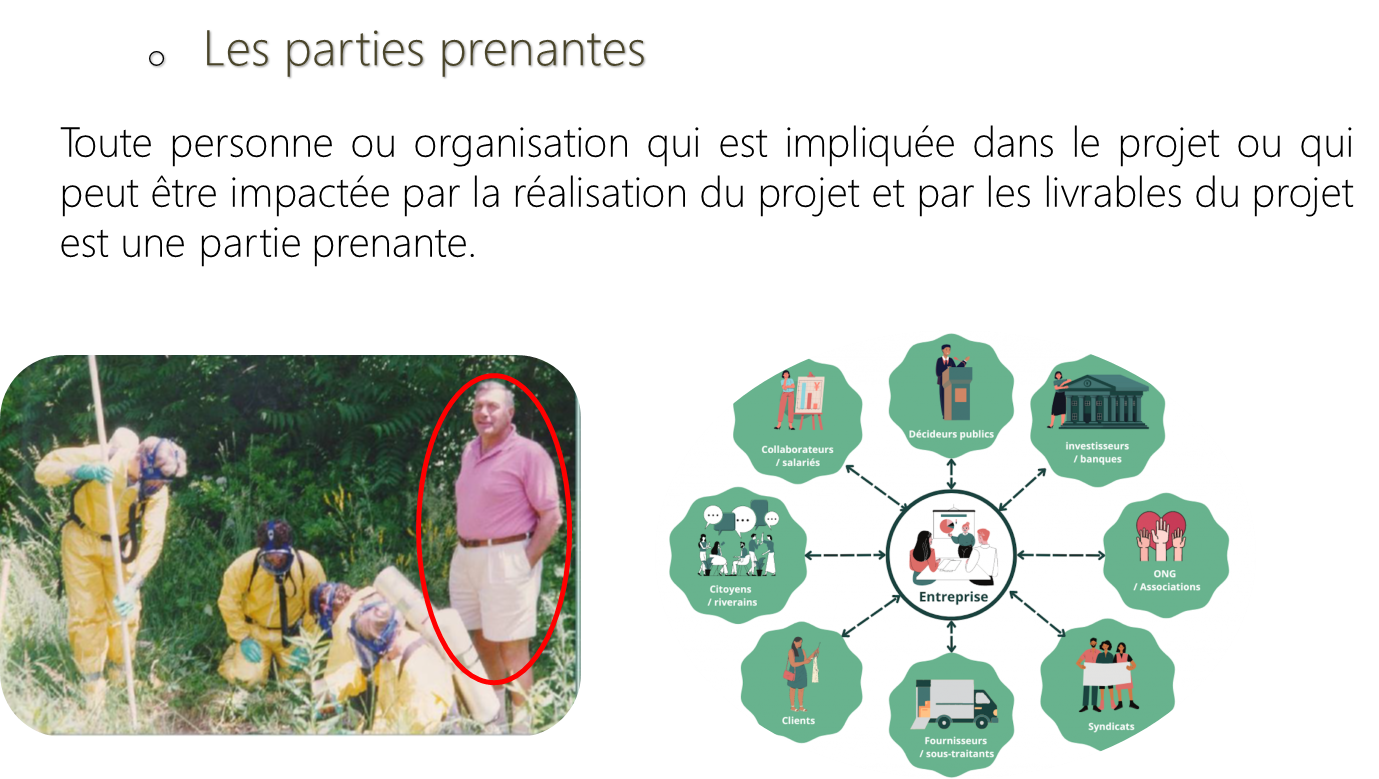 Les parties prenantes
Toute personne ou organisation qui est impliquée dans le projet ou qui
peut être impactée par la réalisation du projet et par les livrables du projet
est une partie prenante.
Décideurs publics
Collaborateurs
/ salariés
investisseurs
/ banques
Citoyens
/ riverains
Entreprise
ONG
/ Associations
Clients
Fournisseurs
/ sous-traitants
Syndicats